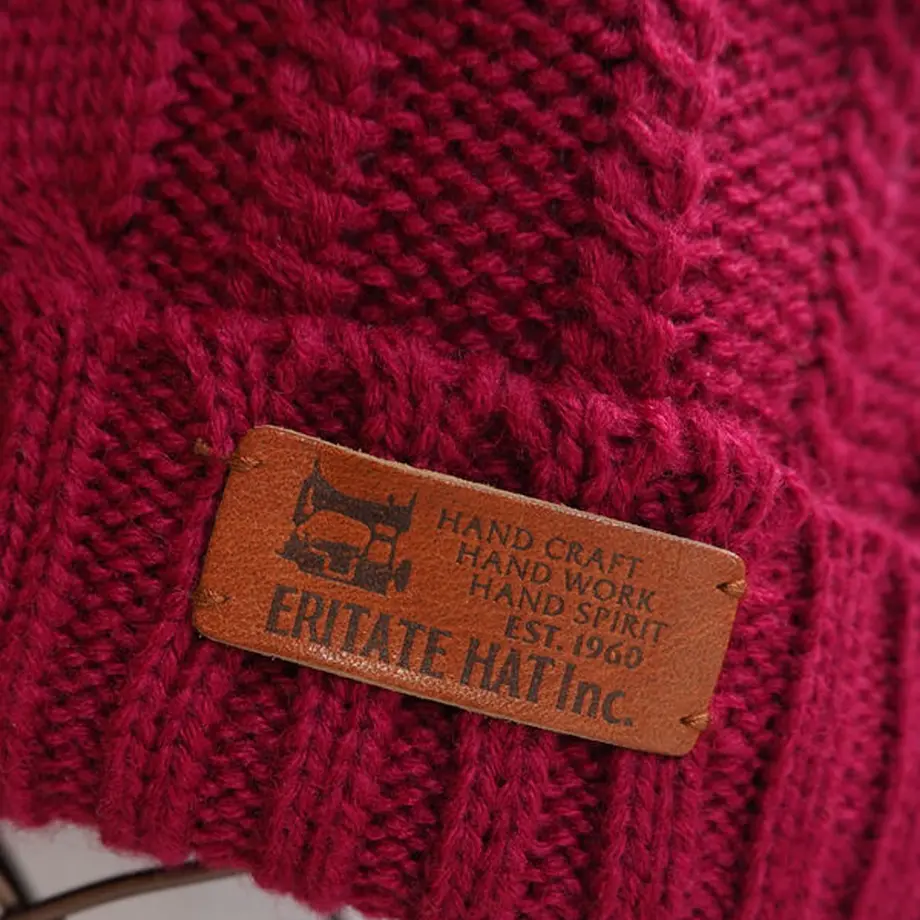 HAND CRAFT
HAND WORK
HAND SPIRIT
EST. 1960
ERITATE HAT Inc.